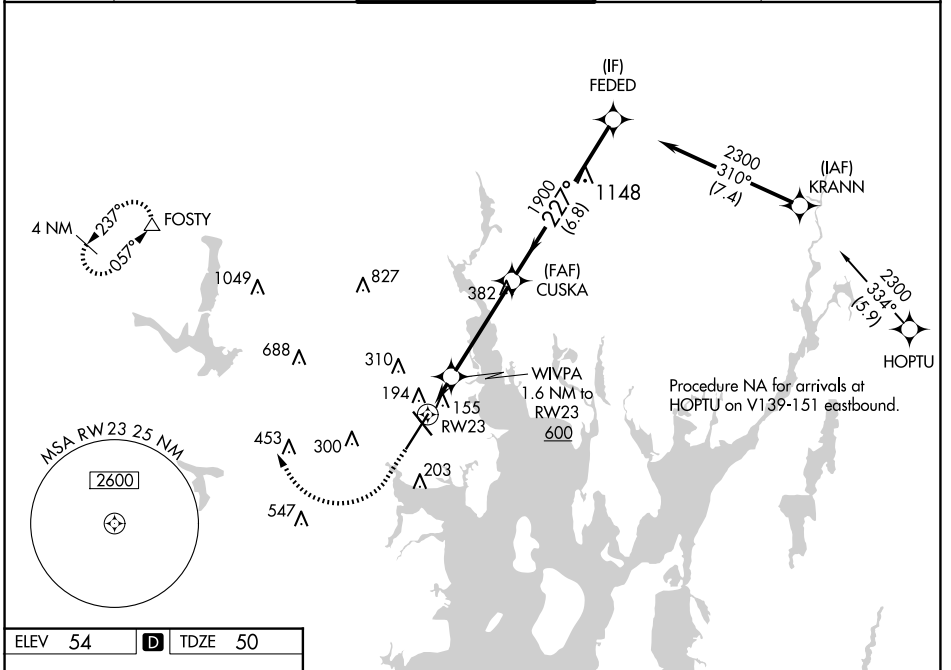 (IF)
FEDED
2300
310°
(7.4)
(IAF)
KRANN
1900
227°
(6.8)
1148
4 NM
237°
057°
FOSTY
1049
827
382
(FAF)
CUSKA
2300
334°
(5.9)
HOPTU
688
310
WIVPA
1.6 NM to
RW23
600
194
155
RW23
Procedure NA for arrivals at
HOPTU on V139-151 eastbound.
453
300
203
547
MSA RW 23 25 NM
2600
ELEV 54 D TDZE 50